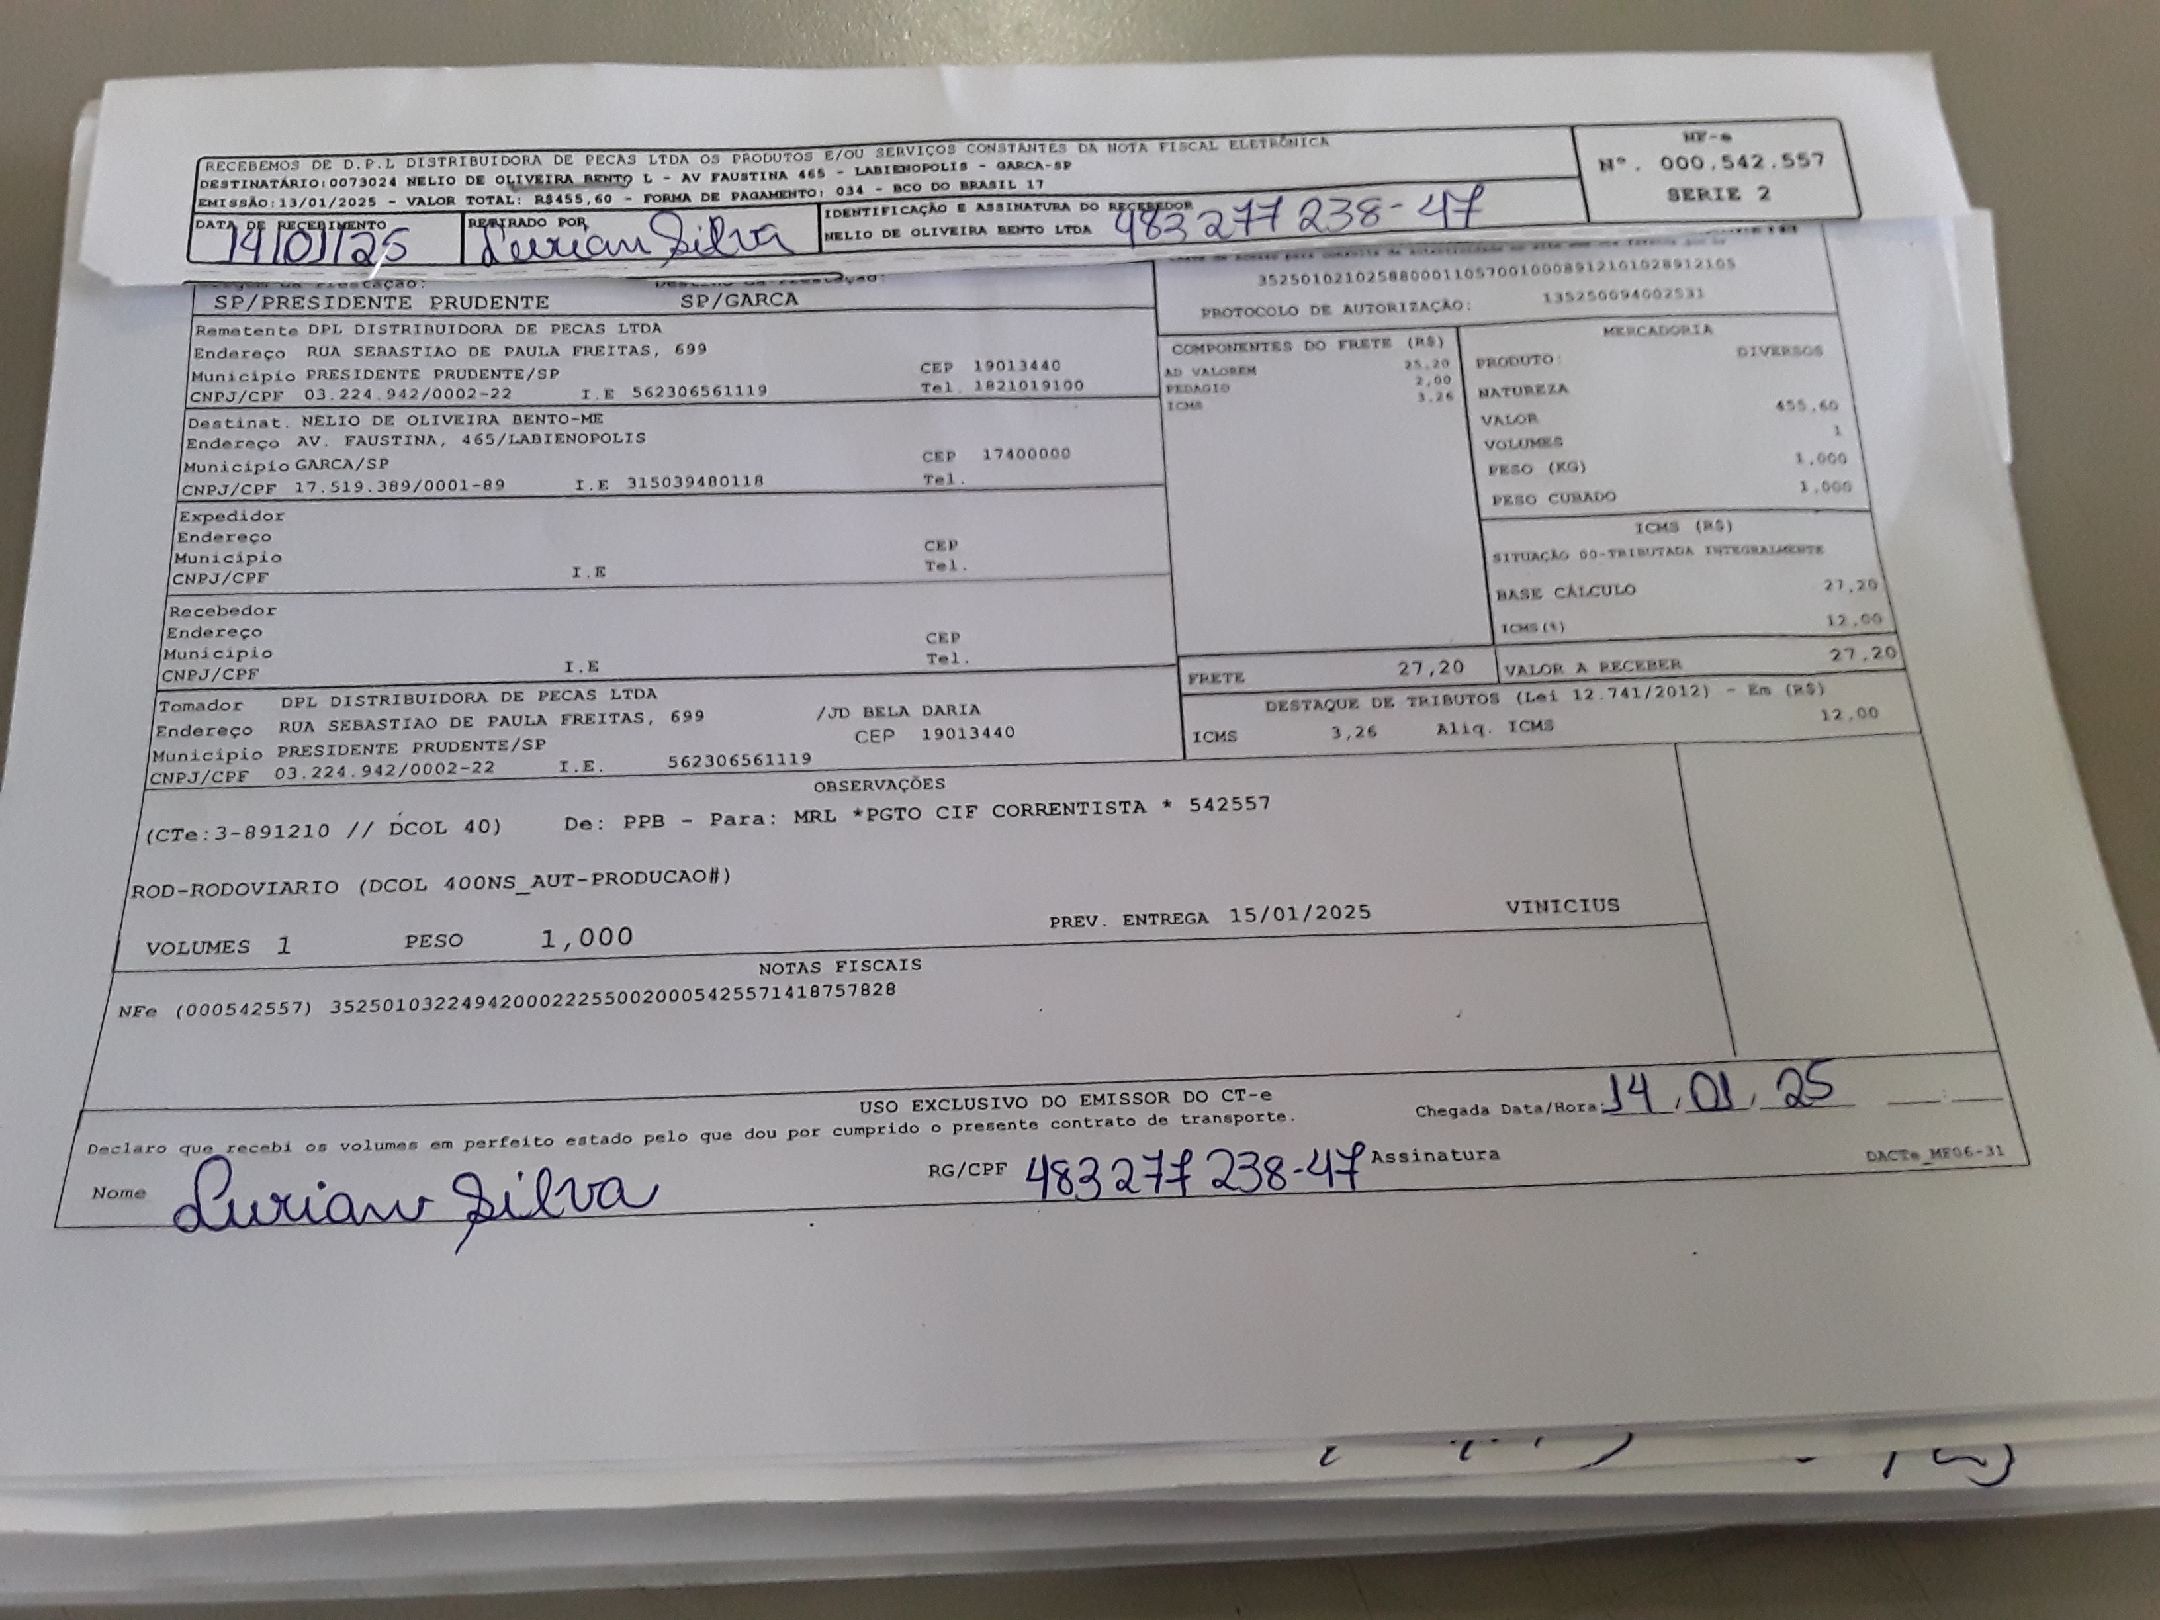 RECEBEMOS DE D.P.L DISTRIBUIDORA DE PECAS LTDA OS PRODUTOS E/OU SERVIÇOS CONSTANTES DA NOTA FISCAL ELETRÔNICA
DESTINATÁRIO:0073024 NELIO DE OLIVEIRA BENTO L - AV FAUSTINA 465 - LABIENOPOLIS - GARCA-SP
EMISSÃO:13/01/2025 - VALOR TOTAL: R$455,60 - FORMA DE PAGAMENTO: 034 - BCO DO BRASIL 17
NF-e
Nº. 000.542.557
SERIE 2
DATA DE RECEBIMENTO
14/01/25
RETIRADO POR
Lurian Silva
IDENTIFICAÇÃO E ASSINATURA DO RECEBEDOR
NELIO DE OLIVEIRA BENTO LTDA 483 277 238-47
SP/PRESIDENTE PRUDENTE SP/GARCA
35250102102588000110570010008912101028912105
PROTOCOLO DE AUTORIZAÇÃO: 135250094002531
Remetente DPL DISTRIBUIDORA DE PECAS LTDA
Endereço RUA SEBASTIAO DE PAULA FREITAS, 699
Município PRESIDENTE PRUDENTE/SP CEP 19013440
CNPJ/CPF 03.224.942/0002-22 I.E 562306561119 Tel. 1821019100
Destinat. NELIO DE OLIVEIRA BENTO-ME
Endereço AV. FAUSTINA, 465/LABIENOPOLIS
Município GARCA/SP CEP 17400000
CNPJ/CPF 17.519.389/0001-89 I.E 315039480118 Tel.
Expedidor
Endereço
Município CEP
CNPJ/CPF I.E Tel.
Recebedor
Endereço
Município CEP
CNPJ/CPF I.E Tel.
Tomador DPL DISTRIBUIDORA DE PECAS LTDA
Endereço RUA SEBASTIAO DE PAULA FREITAS, 699 /JD BELA DARIA
Município PRESIDENTE PRUDENTE/SP CEP 19013440
CNPJ/CPF 03.224.942/0002-22 I.E. 562306561119
COMPONENTES DO FRETE (R$)
AD VALOREM 25,20
PEDAGIO 2,00
ICMS 3,26
MERCADORIA
PRODUTO: DIVERSOS
NATUREZA
VALOR 455,60
VOLUMES 1
PESO (KG) 1,000
PESO CUBADO 1,000
ICMS (R$)
SITUAÇÃO 00-TRIBUTADA INTEGRALMENTE
BASE CÁLCULO 27,20
ICMS(%) 12,00
FRETE 27,20 VALOR A RECEBER 27,20
DESTAQUE DE TRIBUTOS (Lei 12.741/2012) - Em (R$)
ICMS 3,26 Aliq. ICMS 12,00
OBSERVAÇÕES
(CTe:3-891210 // DCOL 40) De: PPB - Para: MRL *PGTO CIF CORRENTISTA * 542557
ROD-RODOVIARIO (DCOL 400NS_AUT-PRODUCAO#)
VOLUMES 1 PESO 1,000 PREV. ENTREGA 15/01/2025 VINICIUS
NOTAS FISCAIS
NFe (000542557) 35250103224942000222550020005425571418757828
USO EXCLUSIVO DO EMISSOR DO CT-e
Declaro que recebi os volumes em perfeito estado pelo que dou por cumprido o presente contrato de transporte.
Chegada Data/Hora: 14/01/25 :
Nome Lurian Silva RG/CPF 483 277 238-47 Assinatura
DACTe_MF06-31